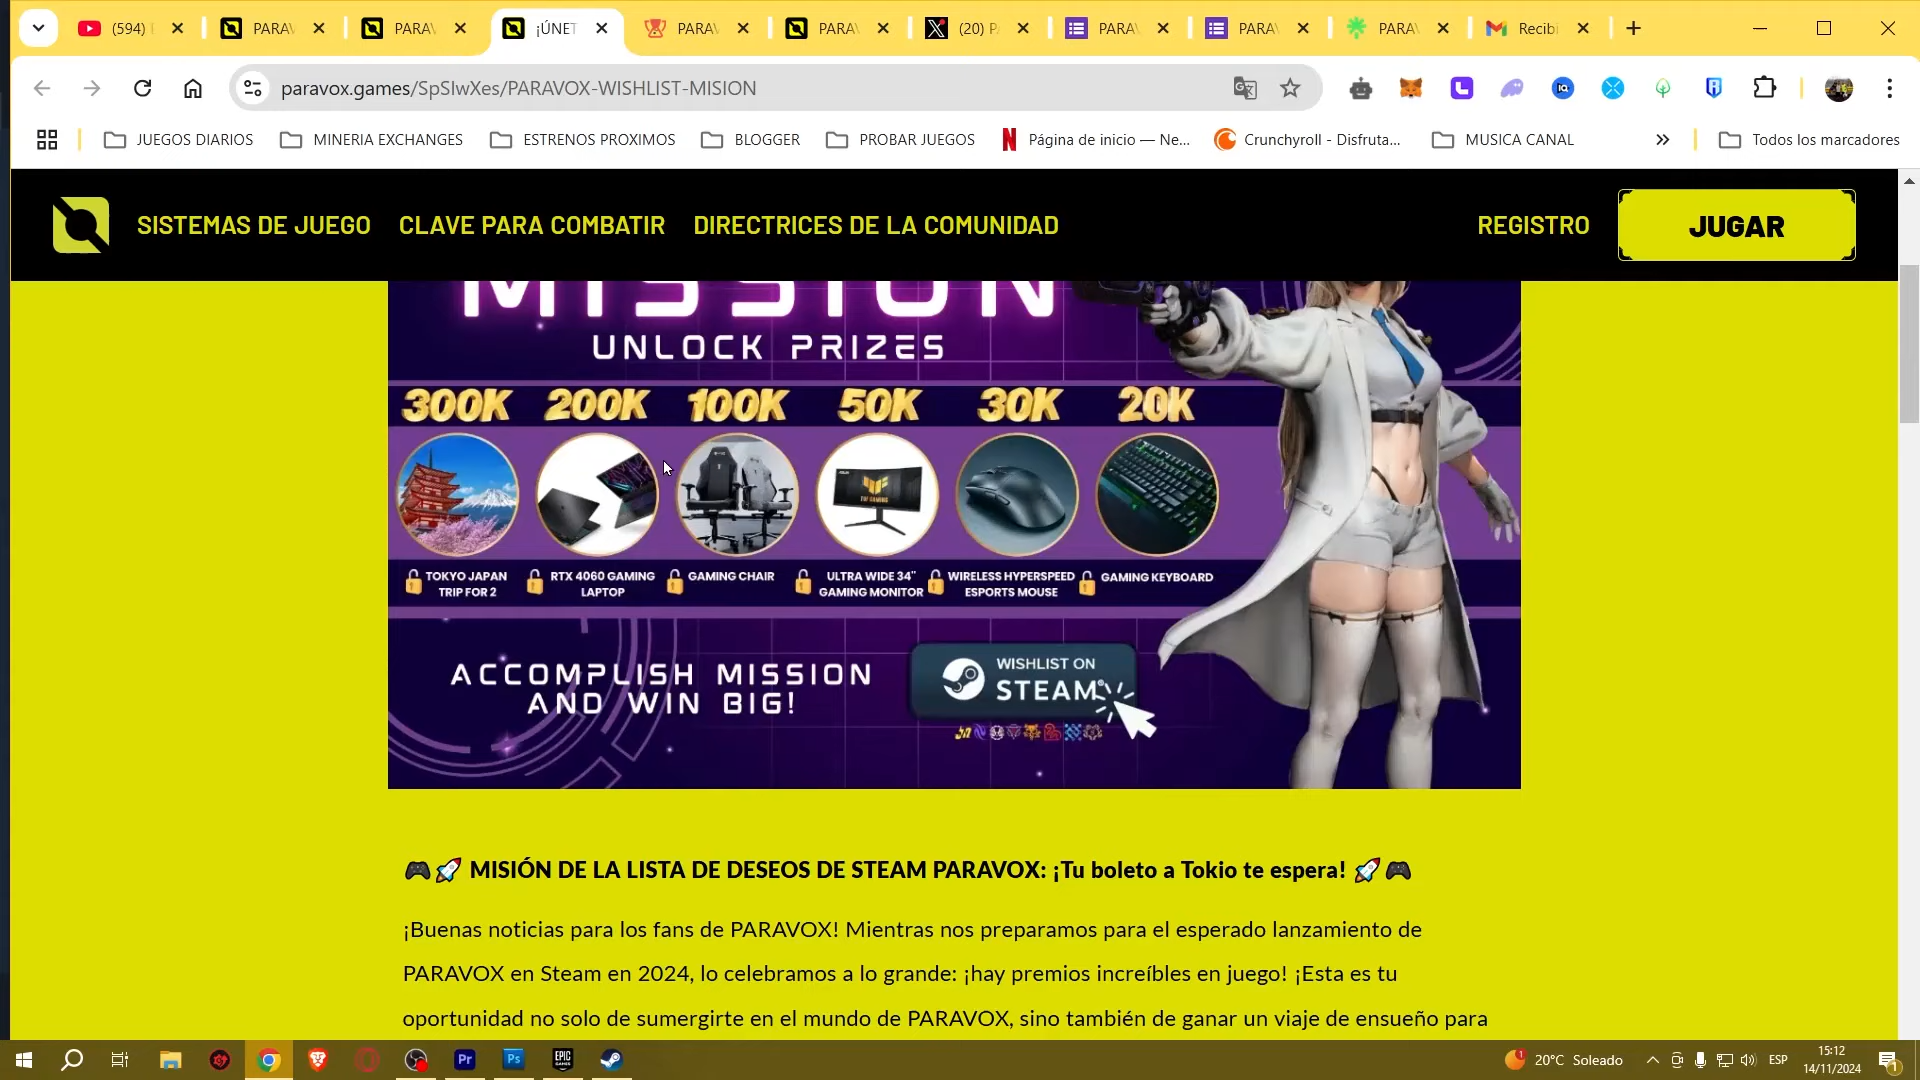 (594)
PARA
PARA
¡ÚNET
PARA
PARA
(20)
PARA
PARA
PARA
Recibi
paravox.games/SpSlwXes/PARAVOX-WISHLIST-MISION
JUEGOS DIARIOS
MINERIA EXCHANGES
ESTRENOS PROXIMOS
BLOGGER
PROBAR JUEGOS
Página de inicio — Ne...
Crunchyroll - Disfruta...
MUSICA CANAL
»
Todos los marcadores
SISTEMAS DE JUEGO
CLAVE PARA COMBATIR
DIRECTRICES DE LA COMUNIDAD
REGISTRO
JUGAR
MISSION
UNLOCK PRIZES
300K 200K 100K 50K 30K 20K
TOKYO JAPAN
TRIP FOR 2
RTX 4060 GAMING
LAPTOP
GAMING CHAIR
ULTRA WIDE 34"
GAMING MONITOR
WIRELESS HYPERSPEED
ESPORTS MOUSE
GAMING KEYBOARD
ACCOMPLISH MISSION
AND WIN BIG!
WISHLIST ON
STEAM®
🎮🚀 MISIÓN DE LA LISTA DE DESEOS DE STEAM PARAVOX: ¡Tu boleto a Tokio te espera! 🚀🎮
¡Buenas noticias para los fans de PARAVOX! Mientras nos preparamos para el esperado lanzamiento de
PARAVOX en Steam en 2024, lo celebramos a lo grande: ¡hay premios increíbles en juego! ¡Esta es tu
oportunidad no solo de sumergirte en el mundo de PARAVOX, sino también de ganar un viaje de ensueño para
Pr
Ps
EPIC
GAMES
1
20°C Soleado
ESP
15:12
14/11/2024
1